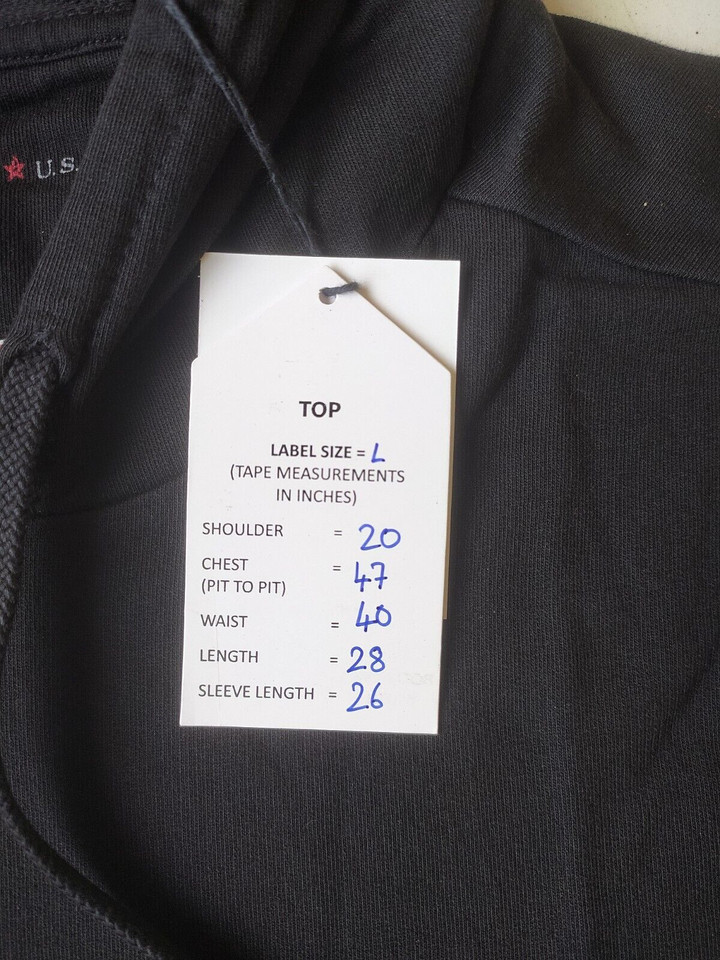 U.S.
TOP
LABEL SIZE = L
(TAPE MEASUREMENTS
IN INCHES)
SHOULDER = 20
CHEST = 47
(PIT TO PIT)
WAIST = 40
LENGTH = 28
SLEEVE LENGTH = 26